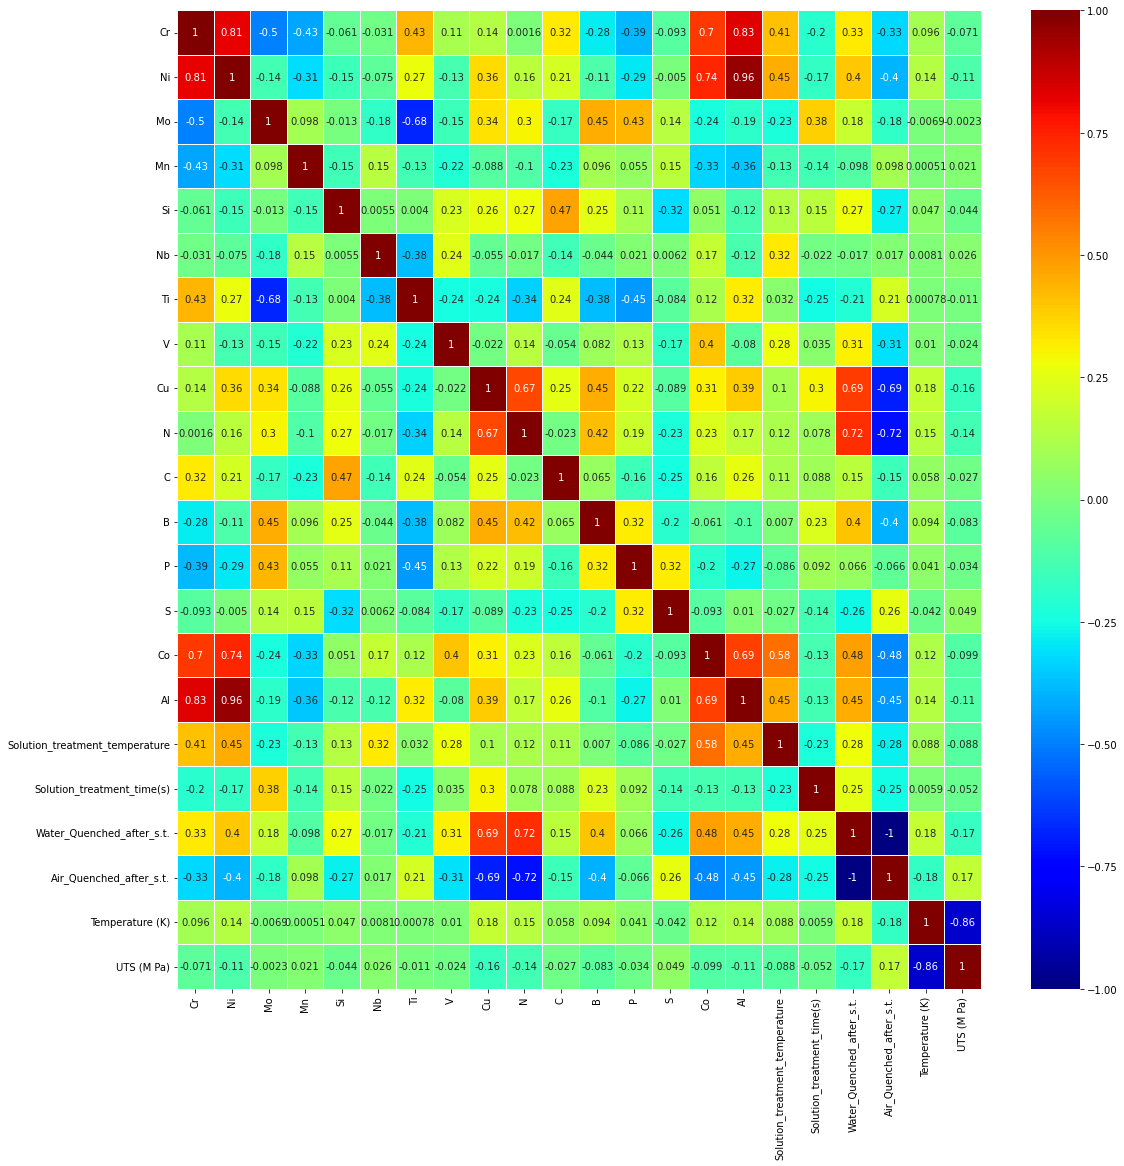 Cr 1 0.81 -0.5 -0.43 -0.061 -0.031 0.43 0.11 0.14 0.0016 0.32 -0.28 -0.39 -0.093 0.7 0.83 0.41 -0.2 0.33 -0.33 0.096 -0.071
Ni 0.81 1 -0.14 -0.31 -0.15 -0.075 0.27 -0.13 0.36 0.16 0.21 -0.11 -0.29 -0.005 0.74 0.96 0.45 -0.17 0.4 -0.4 0.14 -0.11
Mo -0.5 -0.14 1 0.098 -0.013 -0.18 -0.68 -0.15 0.34 0.3 -0.17 0.45 0.43 0.14 -0.24 -0.19 -0.23 0.38 0.18 -0.18 -0.0069 -0.0023
Mn -0.43 -0.31 0.098 1 -0.15 0.15 -0.13 -0.22 -0.088 -0.1 -0.23 0.096 0.055 0.15 -0.33 -0.36 -0.13 -0.14 -0.098 0.098 0.00051 0.021
Si -0.061 -0.15 -0.013 -0.15 1 0.0055 0.004 0.23 0.26 0.27 0.47 0.25 0.11 -0.32 0.051 -0.12 0.13 0.15 0.27 -0.27 0.047 -0.044
Nb -0.031 -0.075 -0.18 0.15 0.0055 1 -0.38 0.24 -0.055 -0.017 -0.14 -0.044 0.021 0.0062 0.17 -0.12 0.32 -0.022 -0.017 0.017 0.0081 0.026
Ti 0.43 0.27 -0.68 -0.13 0.004 -0.38 1 -0.24 -0.24 -0.34 0.24 -0.38 -0.45 -0.084 0.12 0.32 0.032 -0.25 -0.21 0.21 0.00078 -0.011
V 0.11 -0.13 -0.15 -0.22 0.23 0.24 -0.24 1 -0.022 0.14 -0.054 0.082 0.13 -0.17 0.4 -0.08 0.28 0.035 0.31 -0.31 0.01 -0.024
Cu 0.14 0.36 0.34 -0.088 0.26 -0.055 -0.24 -0.022 1 0.67 0.25 0.45 0.22 -0.089 0.31 0.39 0.1 0.3 0.69 -0.69 0.18 -0.16
N 0.0016 0.16 0.3 -0.1 0.27 -0.017 -0.34 0.14 0.67 1 -0.023 0.42 0.19 -0.23 0.23 0.17 0.12 0.078 0.72 -0.72 0.15 -0.14
C 0.32 0.21 -0.17 -0.23 0.47 -0.14 0.24 -0.054 0.25 -0.023 1 0.065 -0.16 -0.25 0.16 0.26 0.11 0.088 0.15 -0.15 0.058 -0.027
B -0.28 -0.11 0.45 0.096 0.25 -0.044 -0.38 0.082 0.45 0.42 0.065 1 0.32 -0.2 -0.061 -0.1 0.007 0.23 0.4 -0.4 0.094 -0.083
P -0.39 -0.29 0.43 0.055 0.11 0.021 -0.45 0.13 0.22 0.19 -0.16 0.32 1 0.32 -0.2 -0.27 -0.086 0.092 0.066 -0.066 0.041 -0.034
S -0.093 -0.005 0.14 0.15 -0.32 0.0062 -0.084 -0.17 -0.089 -0.23 -0.25 -0.2 0.32 1 -0.093 0.01 -0.027 -0.14 -0.26 0.26 -0.042 0.049
Co 0.7 0.74 -0.24 -0.33 0.051 0.17 0.12 0.4 0.31 0.23 0.16 -0.061 -0.2 -0.093 1 0.69 0.58 -0.13 0.48 -0.48 0.12 -0.099
Al 0.83 0.96 -0.19 -0.36 -0.12 -0.12 0.32 -0.08 0.39 0.17 0.26 -0.1 -0.27 0.01 0.69 1 0.45 -0.13 0.45 -0.45 0.14 -0.11
Solution_treatment_temperature 0.41 0.45 -0.23 -0.13 0.13 0.32 0.032 0.28 0.1 0.12 0.11 0.007 -0.086 -0.027 0.58 0.45 1 -0.23 0.28 -0.28 0.088 -0.088
Solution_treatment_time(s) -0.2 -0.17 0.38 -0.14 0.15 -0.022 -0.25 0.035 0.3 0.078 0.088 0.23 0.092 -0.14 -0.13 -0.13 -0.23 1 0.25 -0.25 0.0059 -0.052
Water_Quenched_after_s.t. 0.33 0.4 0.18 -0.098 0.27 -0.017 -0.21 0.31 0.69 0.72 0.15 0.4 0.066 -0.26 0.48 0.45 0.28 0.25 1 -1 0.18 -0.17
Air_Quenched_after_s.t. -0.33 -0.4 -0.18 0.098 -0.27 0.017 0.21 -0.31 -0.69 -0.72 -0.15 -0.4 -0.066 0.26 -0.48 -0.45 -0.28 -0.25 -1 1 -0.18 0.17
Temperature (K) 0.096 0.14 -0.0069 0.00051 0.047 0.0081 0.00078 0.01 0.18 0.15 0.058 0.094 0.041 -0.042 0.12 0.14 0.088 0.0059 0.18 -0.18 1 -0.86
UTS (M Pa) -0.071 -0.11 -0.0023 0.021 -0.044 0.026 -0.011 -0.024 -0.16 -0.14 -0.027 -0.083 -0.034 0.049 -0.099 -0.11 -0.088 -0.052 -0.17 0.17 -0.86 1
Cr Ni Mo Mn Si Nb Ti V Cu N C B P S Co Al Solution_treatment_temperature Solution_treatment_time(s) Water_Quenched_after_s.t. Air_Quenched_after_s.t. Temperature (K) UTS (M Pa)
1.00
0.75
0.50
0.25
0.00
−0.25
−0.50
−0.75
−1.00